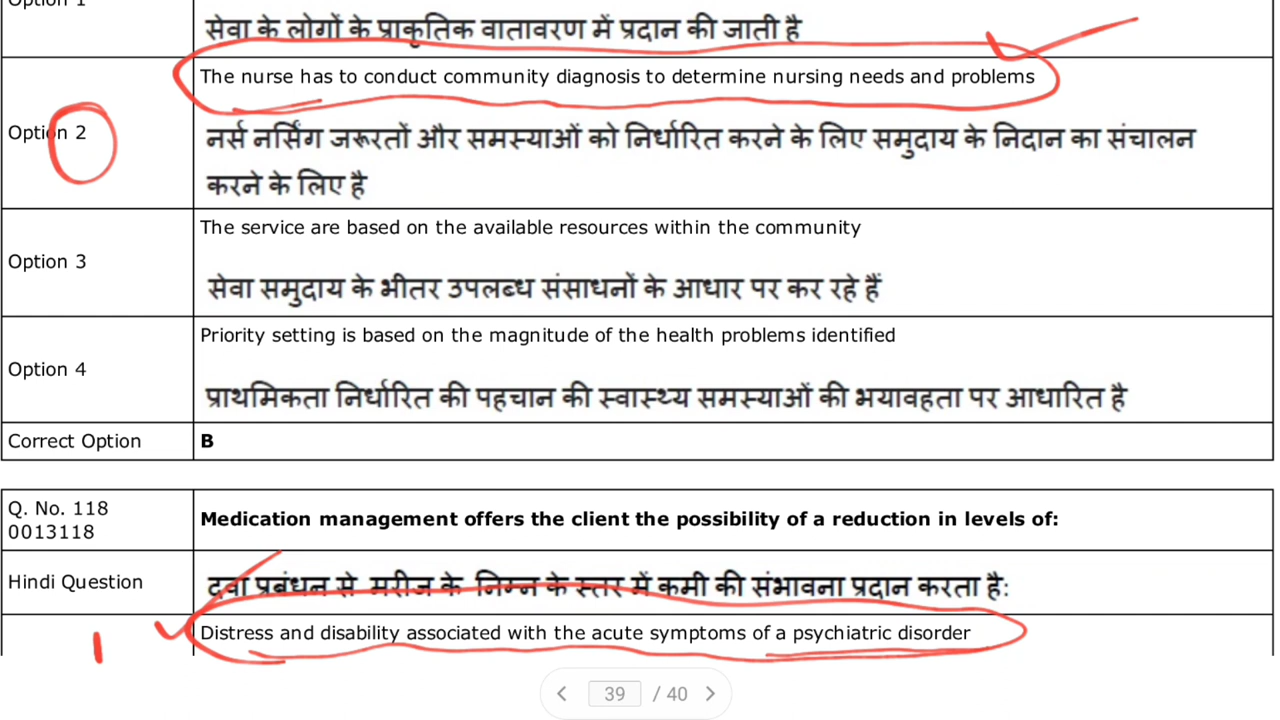 Option 1
सेवा के लोगों के प्राकृतिक वातावरण में प्रदान की जाती है
The nurse has to conduct community diagnosis to determine nursing needs and problems
Option 2
नर्स नर्सिंग जरूरतों और समस्याओं को निर्धारित करने के लिए समुदाय के निदान का संचालन
करने के लिए है
The service are based on the available resources within the community
Option 3
सेवा समुदाय के भीतर उपलब्ध संसाधनों के आधार पर कर रहे हैं
Priority setting is based on the magnitude of the health problems identified
Option 4
प्राथमिकता निर्धारित की पहचान की स्वास्थ्य समस्याओं की भयावहता पर आधारित है
Correct Option B
Q. No. 118
0013118
Medication management offers the client the possibility of a reduction in levels of:
Hindi Question
दवा प्रबंधन से मरीज के निम्न के स्तर में कमी की संभावना प्रदान करता है:
Distress and disability associated with the acute symptoms of a psychiatric disorder
1
39 / 40